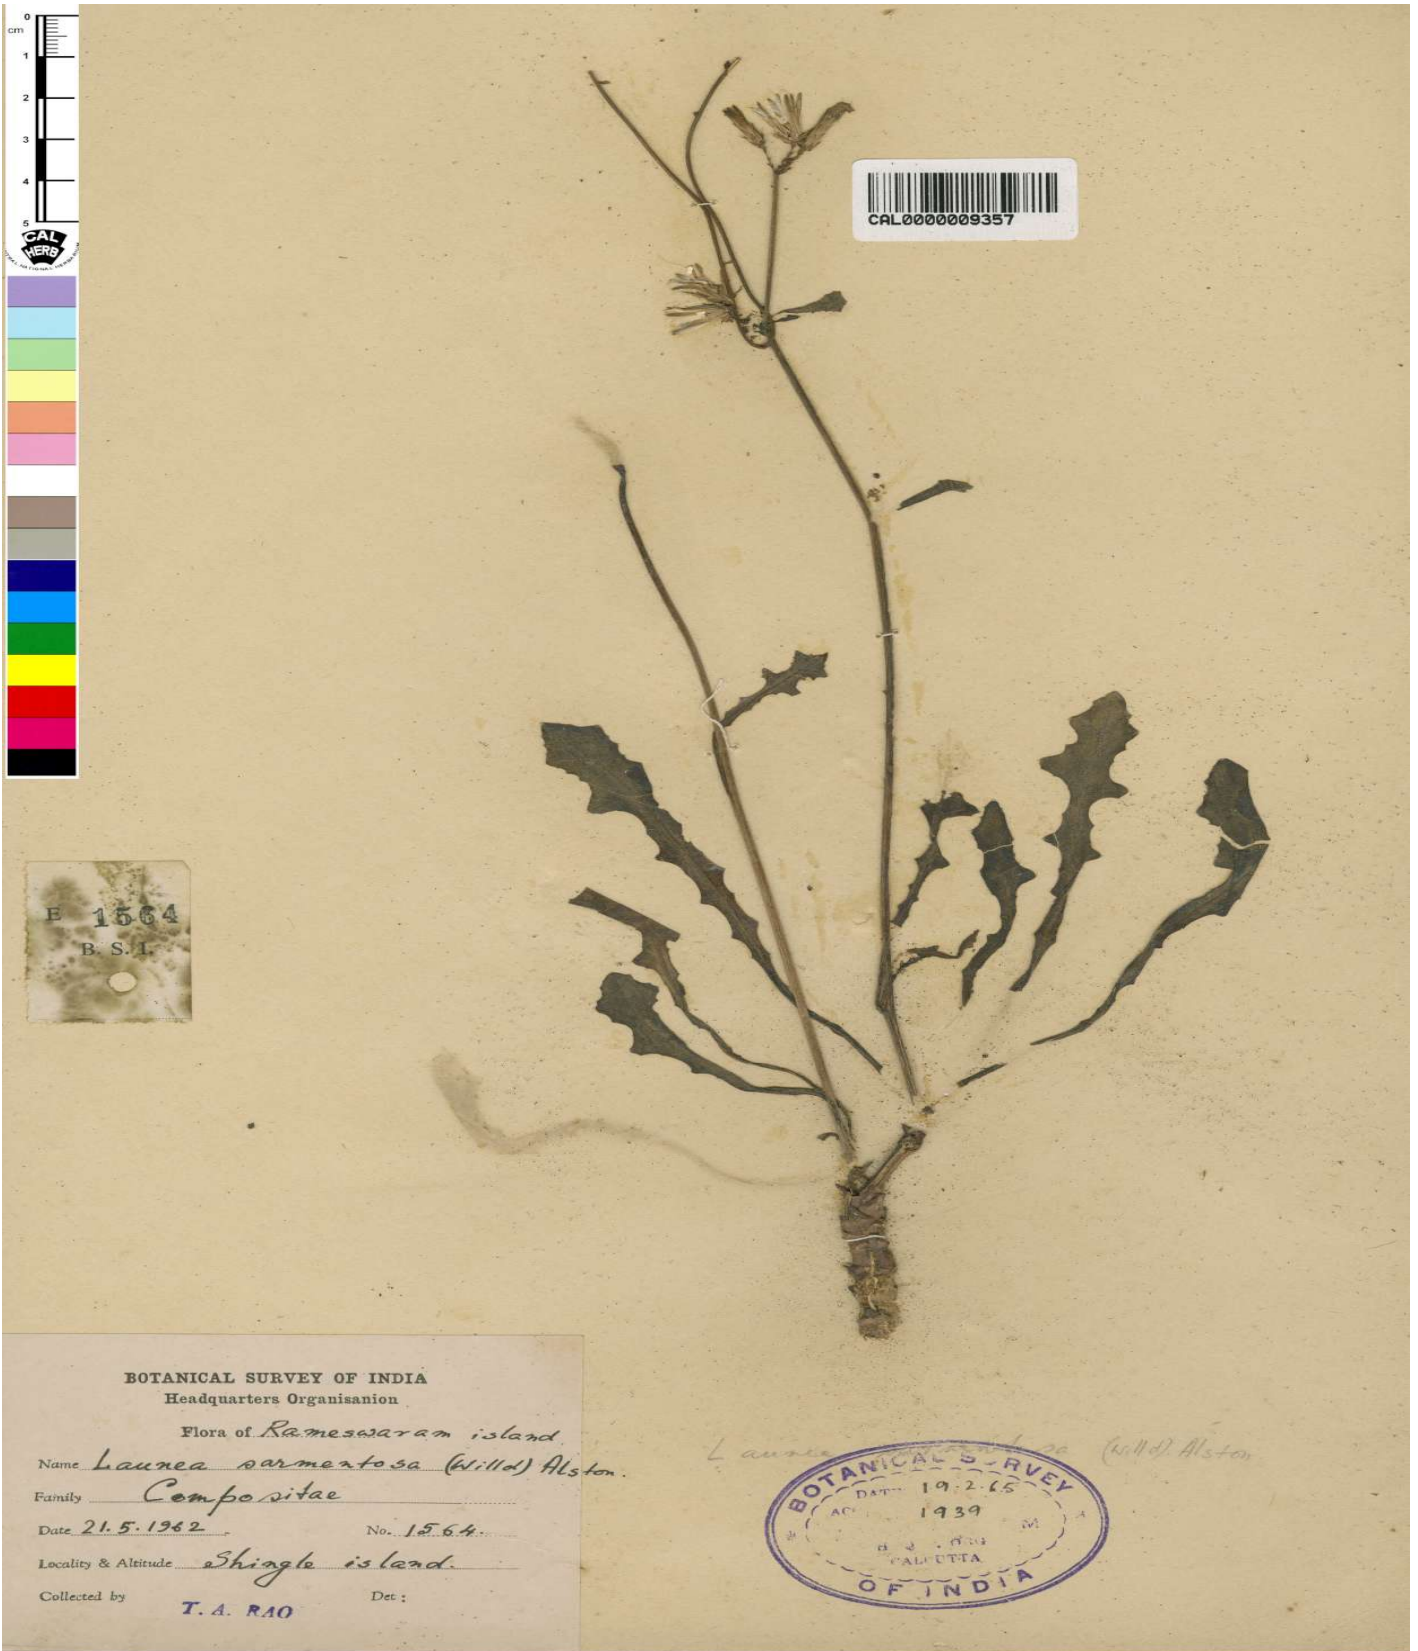 0
cm
1
2
3
4
5
CAL
HERB
CAL0000009357
E 1564
B. S. I.
BOTANICAL SURVEY OF INDIA
Headquarters Organisanion
Flora of Rameswaram island
Name Launea sarmentosa (Willd) Alston.
Family Compositae
Date 21.5.1962. No. 1564.
Locality & Altitude Shingle island.
Collected by T. A. RAO Det :
Launea (Willd). Alston
BOTANICAL SURVEY
DATE 19.2.65
1939
CALCUTTA
OF INDIA